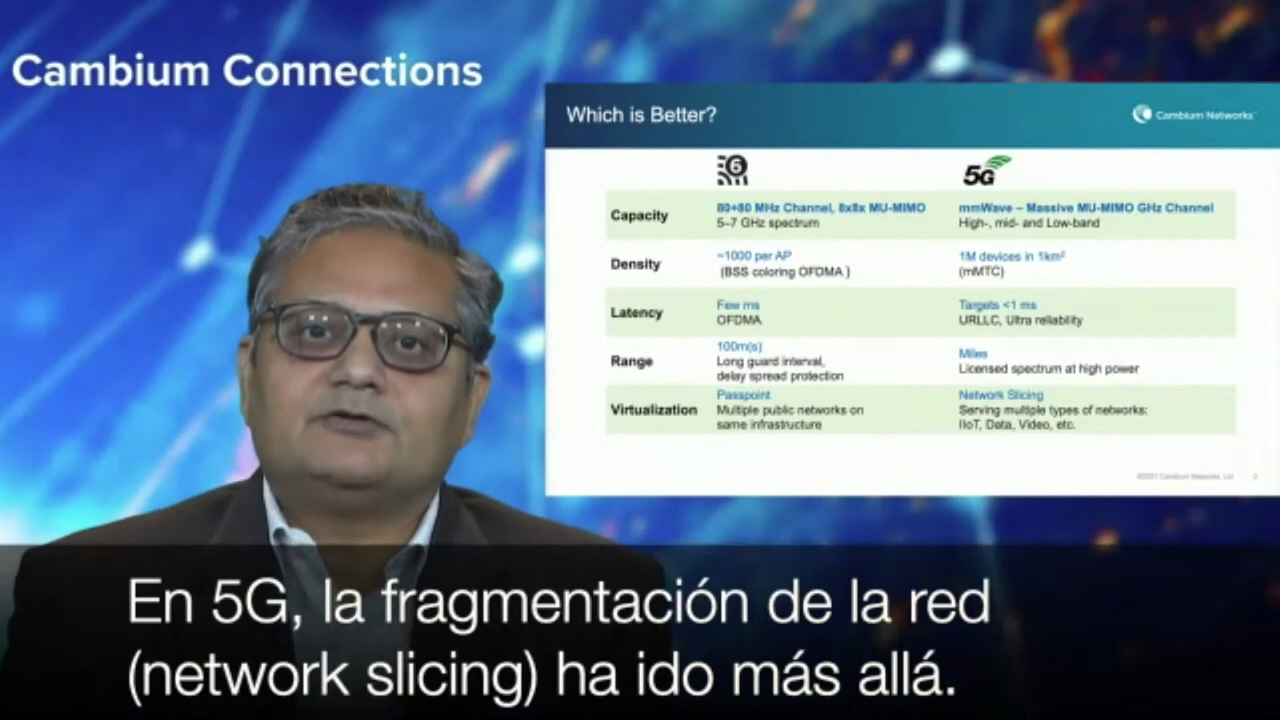 Cambium Connections
Which is Better?
Cambium Networks™
6
5G
Capacity
80+80 MHz Channel, 8x8x MU-MIMO
5–7 GHz spectrum
mmWave – Massive MU-MIMO GHz Channel
High-, mid- and Low-band
Density
~1000 per AP
(BSS coloring OFDMA )
1M devices in 1km²
(mMTC)
Latency
Few ms
OFDMA
Targets <1 ms
URLLC, Ultra reliability
Range
100m(s)
Long guard interval,
delay spread protection
Miles
Licensed spectrum at high power
Virtualization
Passpoint
Multiple public networks on
same infrastructure
Network Slicing
Serving multiple types of networks:
IIoT, Data, Video, etc.
Cambium Networks, Ltd
En 5G, la fragmentación de la red
(network slicing) ha ido más allá.